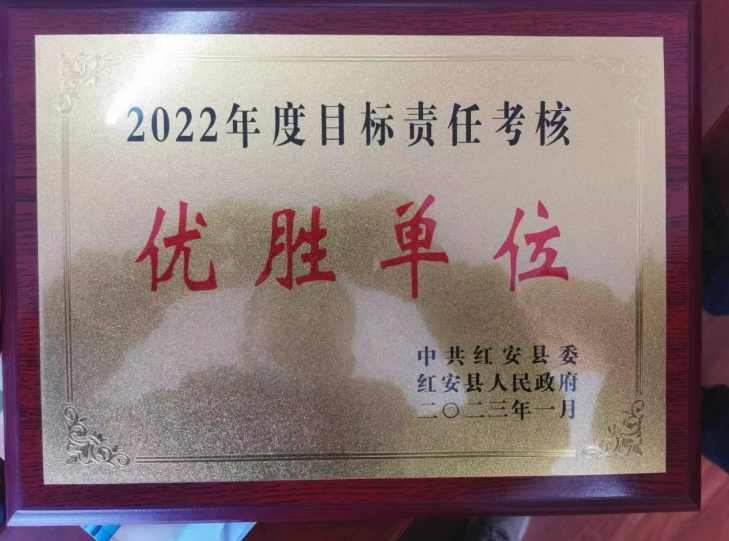 2022年度目标责任考核
优胜单位
中共红安县委
红安县人民政府
二〇二三年一月